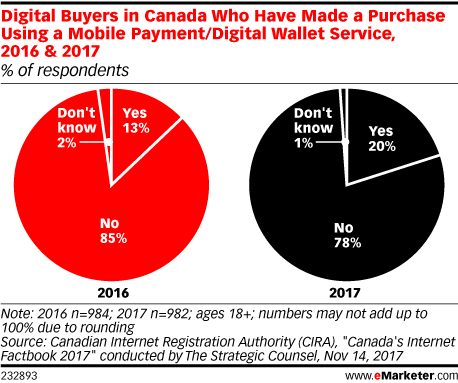 Digital Buyers in Canada Who Have Made a Purchase
Using a Mobile Payment/Digital Wallet Service,
2016 & 2017
% of respondents
Don't
know
2%
Yes
13%
No
85%
2016
Don't
know
1%
Yes
20%
No
78%
2017
Note: 2016 n=984; 2017 n=982; ages 18+; numbers may not add up to
100% due to rounding
Source: Canadian Internet Registration Authority (CIRA), "Canada's Internet
Factbook 2017" conducted by The Strategic Counsel, Nov 14, 2017
232893
www.eMarketer.com